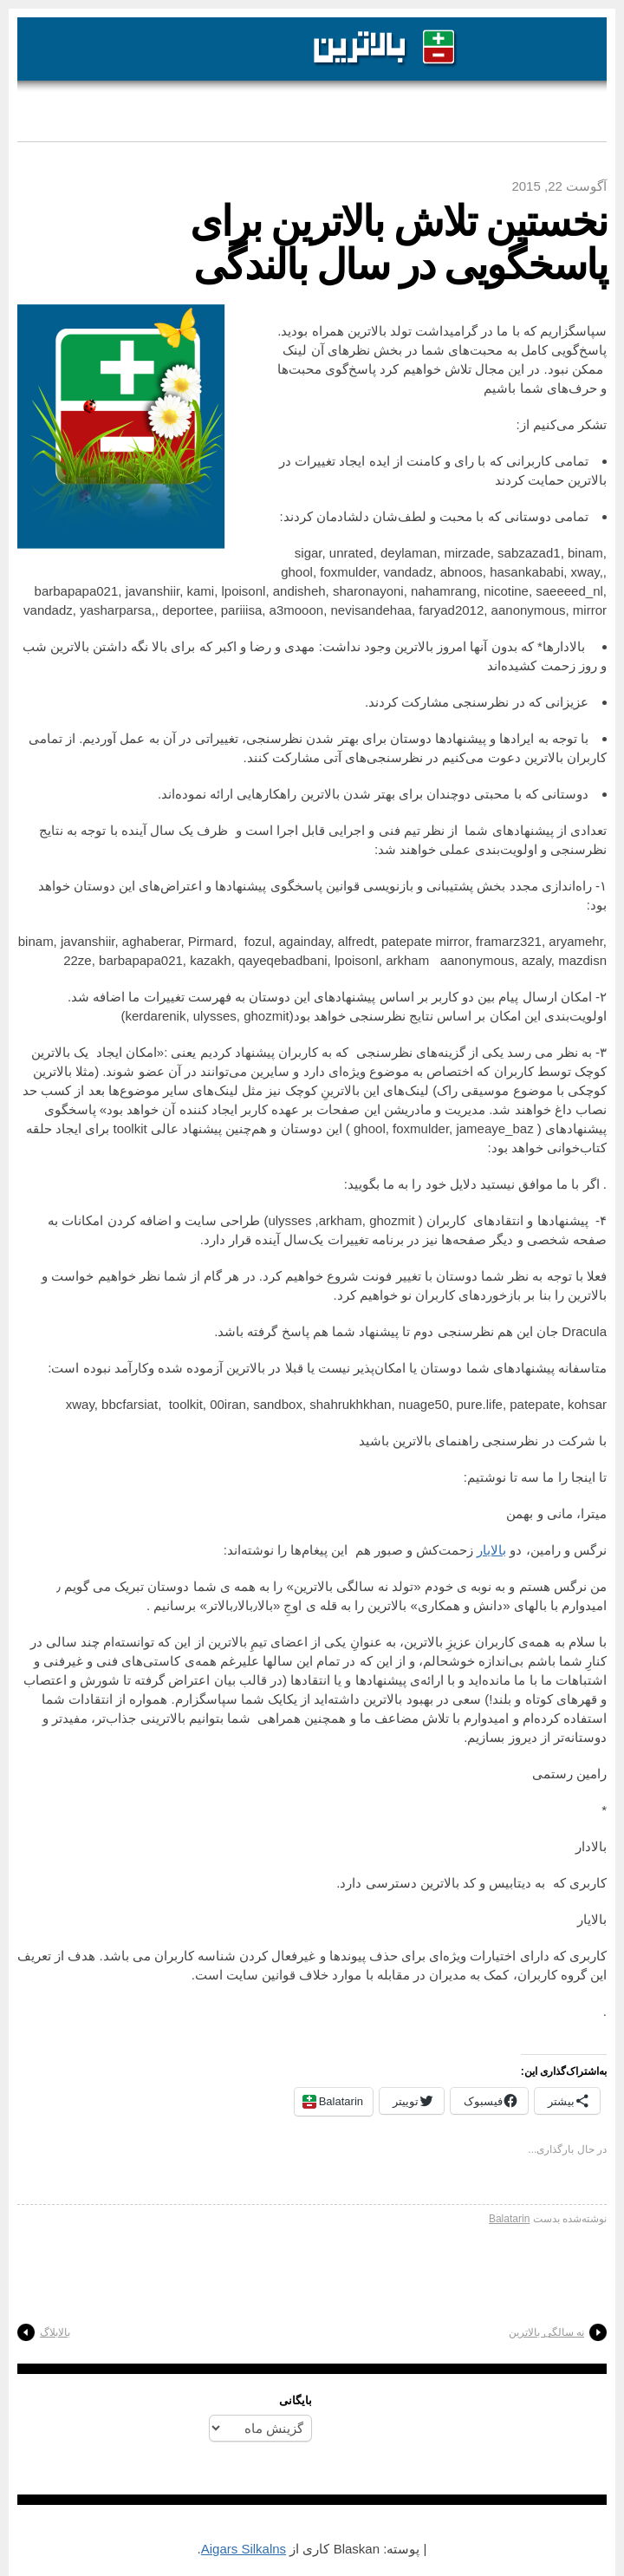 بالاترین
آگوست 22, 2015
نخستین تلاش بالاترین برای
پاسخگویی در سال بالندگی
سپاسگزاریم که با ما در گرامیداشت تولد بالاترین همراه بودید.
پاسخ‌گویی کامل به محبت‌های شما در بخش نظرهای آن لینک
ممکن نبود. در این مجال تلاش خواهیم کرد پاسخ‌گوی محبت‌ها
و حرف‌های شما باشیم
تشکر می‌کنیم از:
• تمامی کاربرانی که با رای و کامنت از ایده ایجاد تغییرات در
بالاترین حمایت کردند
• تمامی دوستانی که با محبت و لطف‌شان دلشادمان کردند:
sigar, unrated, deylaman, mirzade, sabzazad1, binam,
ghool, foxmulder, vandadz, abnoos, hasankababi, xway,,
barbapapa021, javanshiir, kami, lpoisonl, andisheh, sharonayoni, nahamrang, nicotine, saeeeed_nl,
vandadz, yasharparsa,, deportee, pariiisa, a3mooon, nevisandehaa, faryad2012, aanonymous, mirror
• بالادارها* که بدون آنها امروز بالاترین وجود نداشت: مهدی و رضا و اکبر که برای بالا نگه داشتن بالاترین شب
و روز زحمت کشیده‌اند
• عزیزانی که در نظرسنجی مشارکت کردند.
• با توجه به ایرادها و پیشنهادها دوستان برای بهتر شدن نظرسنجی، تغییراتی در آن به عمل آوردیم. از تمامی
کاربران بالاترین دعوت می‌کنیم در نظرسنجی‌های آتی مشارکت کنند.
• دوستانی که با محبتی دوچندان برای بهتر شدن بالاترین راهکارهایی ارائه نموده‌اند.
تعدادی از پیشنهادهای شما از نظر تیم فنی و اجرایی قابل اجرا است و ظرف یک سال آینده با توجه به نتایج
نظرسنجی و اولویت‌بندی عملی خواهند شد:
۱- راه‌اندازی مجدد بخش پشتیبانی و بازنویسی قوانین پاسخگوی پیشنهادها و اعتراض‌های این دوستان خواهد
بود:
binam, javanshiir, aghaberar, Pirmard, fozul, againday, alfredt, patepate mirror, framarz321, aryamehr,
22ze, barbapapa021, kazakh, qayeqebadbani, lpoisonl, arkham aanonymous, azaly, mazdisn
۲- امکان ارسال پیام بین دو کاربر بر اساس پیشنهادهای این دوستان به فهرست تغییرات ما اضافه شد.
اولویت‌بندی این امکان بر اساس نتایج نظرسنجی خواهد بود(kerdarenik, ulysses, ghozmit)
۳- به نظر می رسد یکی از گزینه‌های نظرسنجی که به کاربران پیشنهاد کردیم یعنی :«امکان ایجاد یک بالاترین
کوچک توسط کاربران که اختصاص به موضوع ویژه‌ای دارد و سایرین می‌توانند در آن عضو شوند. (مثلا بالاترین
کوچکی با موضوع موسیقی راک) لینک‌های این بالاترینِ کوچک نیز مثل لینک‌های سایر موضوع‌ها بعد از کسب حد
نصاب داغ خواهند شد. مدیریت و مادریشن این صفحات بر عهده کاربر ایجاد کننده آن خواهد بود» پاسخگوی
پیشنهادهای ( ghool, foxmulder, jameaye_baz ) این دوستان و هم‌چنین پیشنهاد عالی toolkit برای ایجاد حلقه
کتاب‌خوانی خواهد بود:
. اگر با ما موافق نیستید دلایل خود را به ما بگویید:
۴- پیشنهادها و انتقادهای کاربران ( ulysses ,arkham, ghozmit) طراحی سایت و اضافه کردن امکانات به
صفحه شخصی و دیگر صفحه‌ها نیز در برنامه تغییرات یک‌سال آینده قرار دارد.
فعلا با توجه به نظر شما دوستان با تغییر فونت شروع خواهیم کرد. در هر گام از شما نظر خواهیم خواست و
بالاترین را بنا بر بازخوردهای کاربران نو خواهیم کرد.
Dracula جان این هم نظرسنجی دوم تا پیشنهاد شما هم پاسخ گرفته باشد.
متاسفانه پیشنهادهای شما دوستان یا امکان‌پذیر نیست یا قبلا در بالاترین آزموده شده وکارآمد نبوده است:
xway, bbcfarsiat, toolkit, 00iran, sandbox, shahrukhkhan, nuage50, pure.life, patepate, kohsar
با شرکت در نظرسنجی راهنمای بالاترین باشید
تا اینجا را ما سه تا نوشتیم:
میترا، مانی و بهمن
نرگس و رامین، دو بالایار زحمت‌کش و صبور هم این پیغام‌ها را نوشته‌اند:
من نرگس هستم و به نوبه ی خودم «تولد نه سالگی بالاترین» را به همه ی شما دوستان تبریک می گویم ٫
امیدوارم با بالهای «دانش و همکاری» بالاترین را به قله ی اوجِ «بالا٫بالا٫بالاتر» برسانیم .
با سلام به همه‌ی کاربران عزیزِ بالاترین، به عنوانِ یکی از اعضای تیمِ بالاترین از این که توانسته‌ام چند سالی در
کنارِ شما باشم بی‌اندازه خوشحالم، و از این که در تمام این سالها علیرغم همه‌ی کاستی‌های فنی و غیرفنی و
اشتباهات ما با ما مانده‌اید و با ارائه‌ی پیشنهادها و یا انتقادها (در قالب بیان اعتراض گرفته تا شورش و اعتصاب
و قهرهای کوتاه و بلند!) سعی در بهبود بالاترین داشته‌اید از یکایک شما سپاسگزارم. همواره از انتقادات شما
استفاده کرده‌ام و امیدوارم با تلاش مضاعف ما و همچنین همراهی شما بتوانیم بالاترینی جذاب‌تر، مفیدتر و
دوستانه‌تر از دیروز بسازیم.
رامین رستمی
*
بالادار
کاربری که به دیتابیس و کد بالاترین دسترسی دارد.
بالایار
کاربری که دارای اختیارات ویژه‌ای برای حذف پیوندها و غیرفعال کردن شناسه کاربران می باشد. هدف از تعریف
این گروه کاربران، کمک به مدیران در مقابله با موارد خلاف قوانین سایت است.
.
به‌اشتراک‌گذاری این:
بیشتر فیسبوک توییتر Balatarin
در حال بارگذاری...
نوشته‌شده بدست Balatarin
نه سالگی بالاترین بالابلاگ
بایگانی
گزینش ماه
| پوسته: Blaskan کاری از Aigars Silkalns.